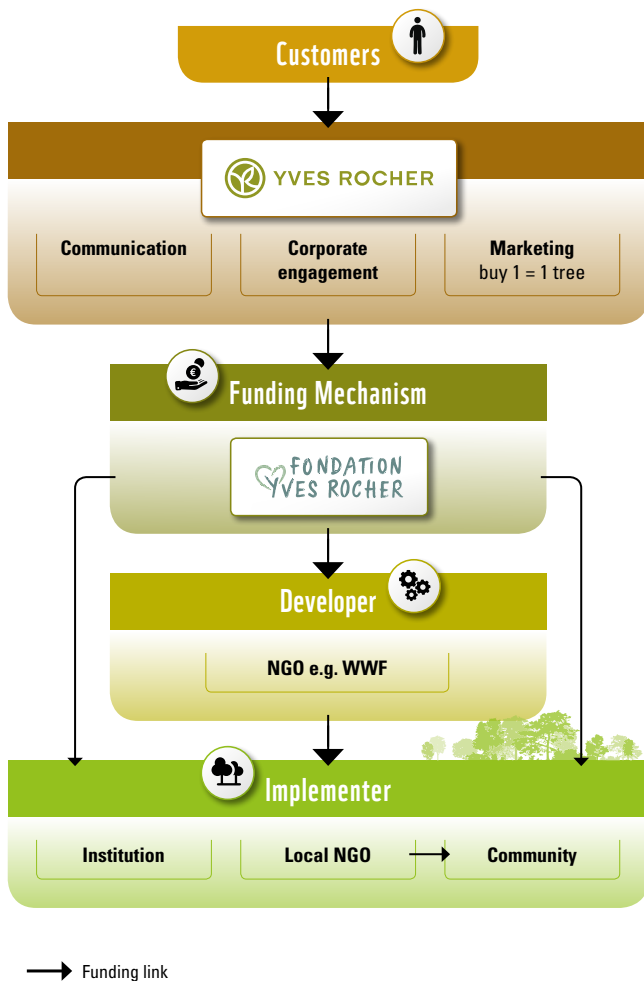 Customers
YVES ROCHER
Communication
Corporate
engagement
Marketing
buy 1 = 1 tree
€
Funding Mechanism
FONDATION
YVES ROCHER
Developer
NGO e.g. WWF
Implementer
Institution
Local NGO
Community
Funding link